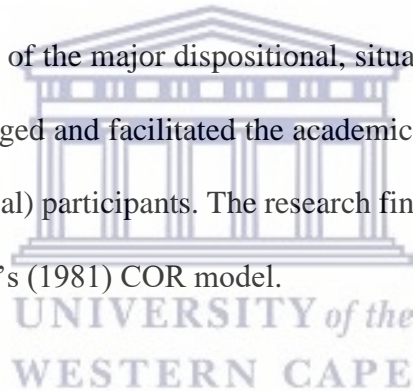 of the major dispositional, situa
ged and facilitated the academic
al) participants. The research fin
's (1981) COR model.
UNIVERSITY of the
WESTERN CAPE